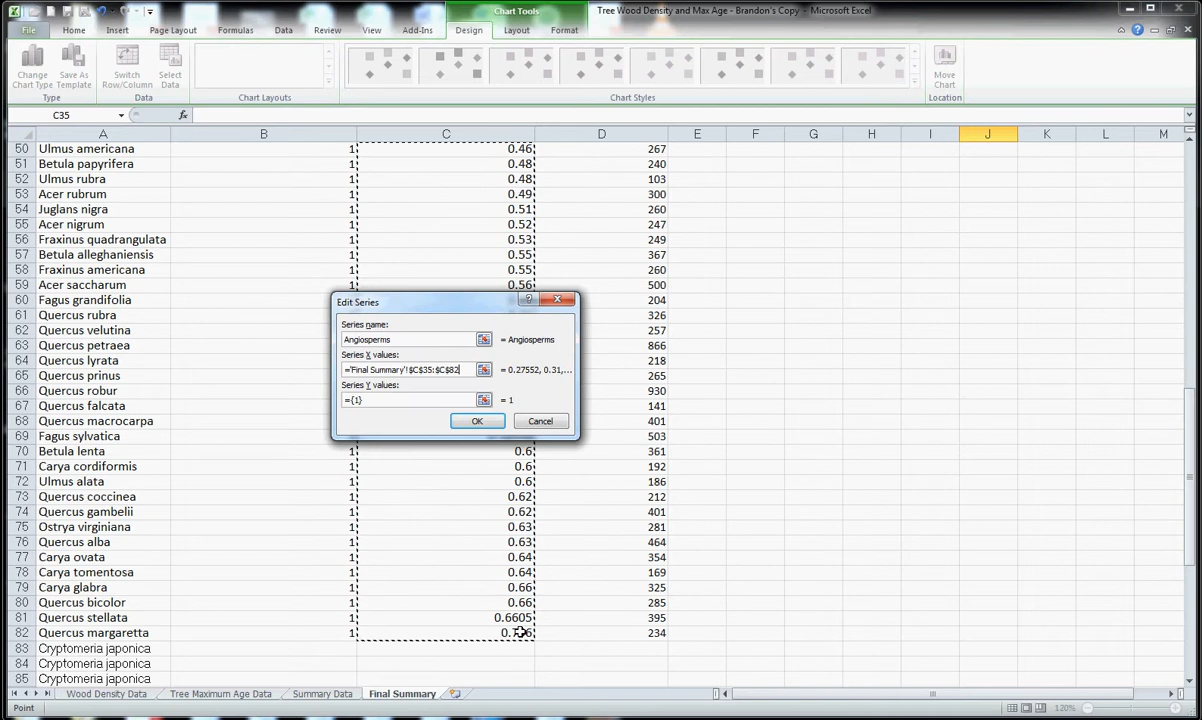 Chart Tools
Tree Wood Density and Max Age - Brandon's Copy - Microsoft Excel
File Home Insert Page Layout Formulas Data Review View Add-Ins Design Layout Format
Change Chart Type
Save As Template
Switch Row/Column
Select Data
Move Chart
Type Data Chart Layouts Chart Styles Location
C35 fx
A B C D E F G H I J K L M
50 Ulmus americana 1 0.46 267
51 Betula papyrifera 1 0.48 240
52 Ulmus rubra 1 0.48 103
53 Acer rubrum 1 0.49 300
54 Juglans nigra 1 0.51 260
55 Acer nigrum 1 0.52 247
56 Fraxinus quadrangulata 1 0.53 249
57 Betula alleghaniensis 1 0.55 367
58 Fraxinus americana 1 0.55 260
59 Acer saccharum 1 0.56 500
60 Fagus grandifolia 204
61 Quercus rubra 326
62 Quercus velutina 257
63 Quercus petraea 866
64 Quercus lyrata 218
65 Quercus prinus 246
66 Quercus robur 930
67 Quercus falcata 141
68 Quercus macrocarpa 401
69 Fagus sylvatica 503
70 Betula lenta 1 0.6 361
71 Carya cordiformis 1 0.6 192
72 Ulmus alata 1 0.6 186
73 Quercus coccinea 1 0.62 212
74 Quercus gambelii 1 0.62 401
75 Ostrya virginiana 1 0.63 281
76 Quercus alba 1 0.63 464
77 Carya ovata 1 0.64 354
78 Carya tomentosa 1 0.64 169
79 Carya glabra 1 0.66 325
80 Quercus bicolor 1 0.66 285
81 Quercus stellata 1 0.6605 395
82 Quercus margaretta 1 234
83 Cryptomeria japonica
84 Cryptomeria japonica
85 Cryptomeria japonica
Edit Series
Series name:
Angiosperms = Angiosperms
Series X values:
='Final Summary'!$C$35:$C$82 = 0.27552, 0.31,...
Series Y values:
={1} = 1
OK Cancel
Wood Density Data Tree Maximum Age Data Summary Data Final Summary
Point 120%